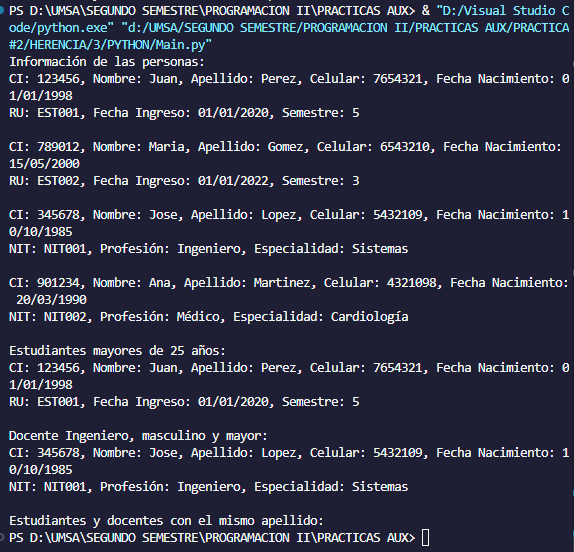 PS D:\UMSA\SEGUNDO SEMESTRE\PROGRAMACION II\PRACTICAS AUX> & "D:/Visual Studio C
ode/python.exe" "d:/UMSA/SEGUNDO SEMESTRE/PROGRAMACION II/PRACTICAS AUX/PRACTICA
#2/HERENCIA/3/PYTHON/Main.py"
Información de las personas:
CI: 123456, Nombre: Juan, Apellido: Perez, Celular: 7654321, Fecha Nacimiento: 0
1/01/1998
RU: EST001, Fecha Ingreso: 01/01/2020, Semestre: 5

CI: 789012, Nombre: Maria, Apellido: Gomez, Celular: 6543210, Fecha Nacimiento:
15/05/2000
RU: EST002, Fecha Ingreso: 01/01/2022, Semestre: 3

CI: 345678, Nombre: Jose, Apellido: Lopez, Celular: 5432109, Fecha Nacimiento: 1
0/10/1985
NIT: NIT001, Profesión: Ingeniero, Especialidad: Sistemas

CI: 901234, Nombre: Ana, Apellido: Martinez, Celular: 4321098, Fecha Nacimiento:
 20/03/1990
NIT: NIT002, Profesión: Médico, Especialidad: Cardiología

Estudiantes mayores de 25 años:
CI: 123456, Nombre: Juan, Apellido: Perez, Celular: 7654321, Fecha Nacimiento: 0
1/01/1998
RU: EST001, Fecha Ingreso: 01/01/2020, Semestre: 5

Docente Ingeniero, masculino y mayor:
CI: 345678, Nombre: Jose, Apellido: Lopez, Celular: 5432109, Fecha Nacimiento: 1
0/10/1985
NIT: NIT001, Profesión: Ingeniero, Especialidad: Sistemas

Estudiantes y docentes con el mismo apellido:
PS D:\UMSA\SEGUNDO SEMESTRE\PROGRAMACION II\PRACTICAS AUX>